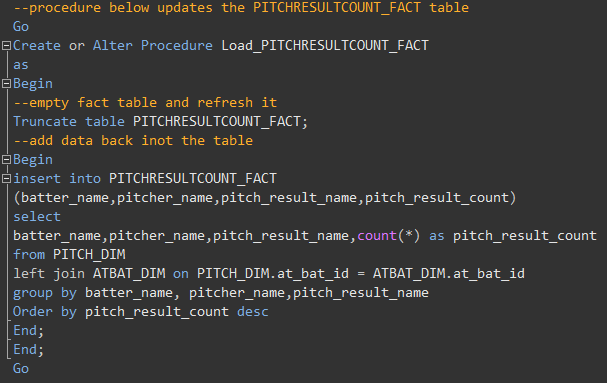 --procedure below updates the PITCHRESULTCOUNT_FACT table
Go
Create or Alter Procedure Load_PITCHRESULTCOUNT_FACT
as
Begin
--empty fact table and refresh it
Truncate table PITCHRESULTCOUNT_FACT;
--add data back inot the table
Begin
insert into PITCHRESULTCOUNT_FACT
(batter_name,pitcher_name,pitch_result_name,pitch_result_count)
select
batter_name,pitcher_name,pitch_result_name,count(*) as pitch_result_count
from PITCH_DIM
left join ATBAT_DIM on PITCH_DIM.at_bat_id = ATBAT_DIM.at_bat_id
group by batter_name, pitcher_name,pitch_result_name
Order by pitch_result_count desc
End;
End;
Go